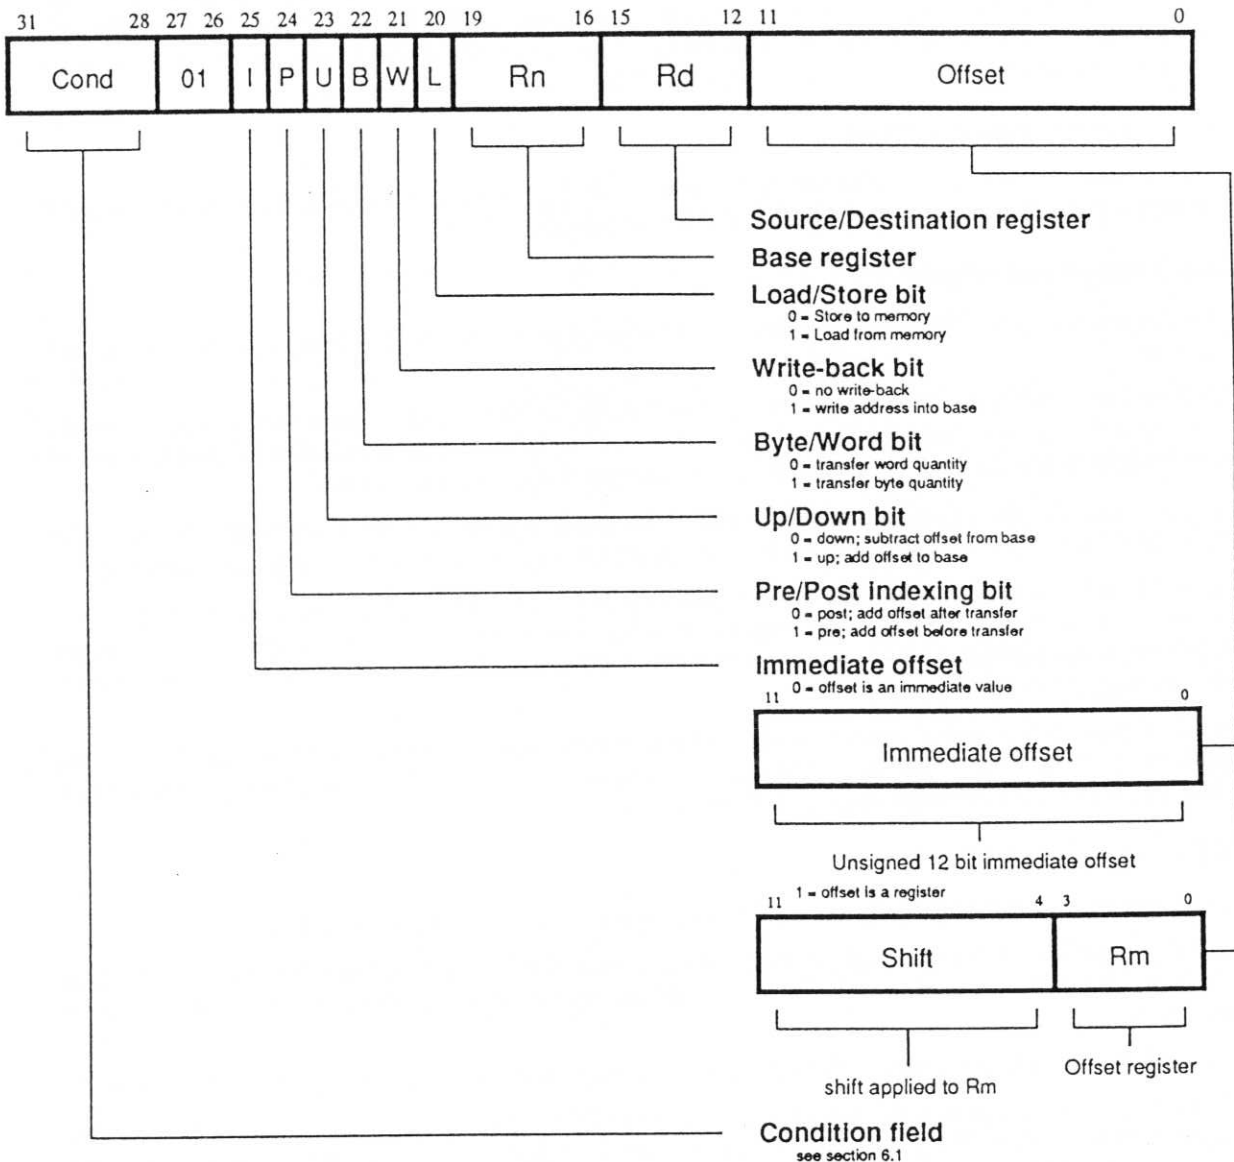 31 28 27 26 25 24 23 22 21 20 19 16 15 12 11 0
Cond 01 I P U B W L Rn Rd Offset
Source/Destination register
Base register
Load/Store bit
0 = Store to memory
1 = Load from memory
Write-back bit
0 = no write-back
1 = write address into base
Byte/Word bit
0 = transfer word quantity
1 = transfer byte quantity
Up/Down bit
0 = down; subtract offset from base
1 = up; add offset to base
Pre/Post indexing bit
0 = post; add offset after transfer
1 = pre; add offset before transfer
Immediate offset
0 = offset is an immediate value
11 0
Immediate offset
Unsigned 12 bit immediate offset
1 = offset is a register
11 4 3 0
Shift Rm
Offset register
shift applied to Rm
Condition field
see section 6.1